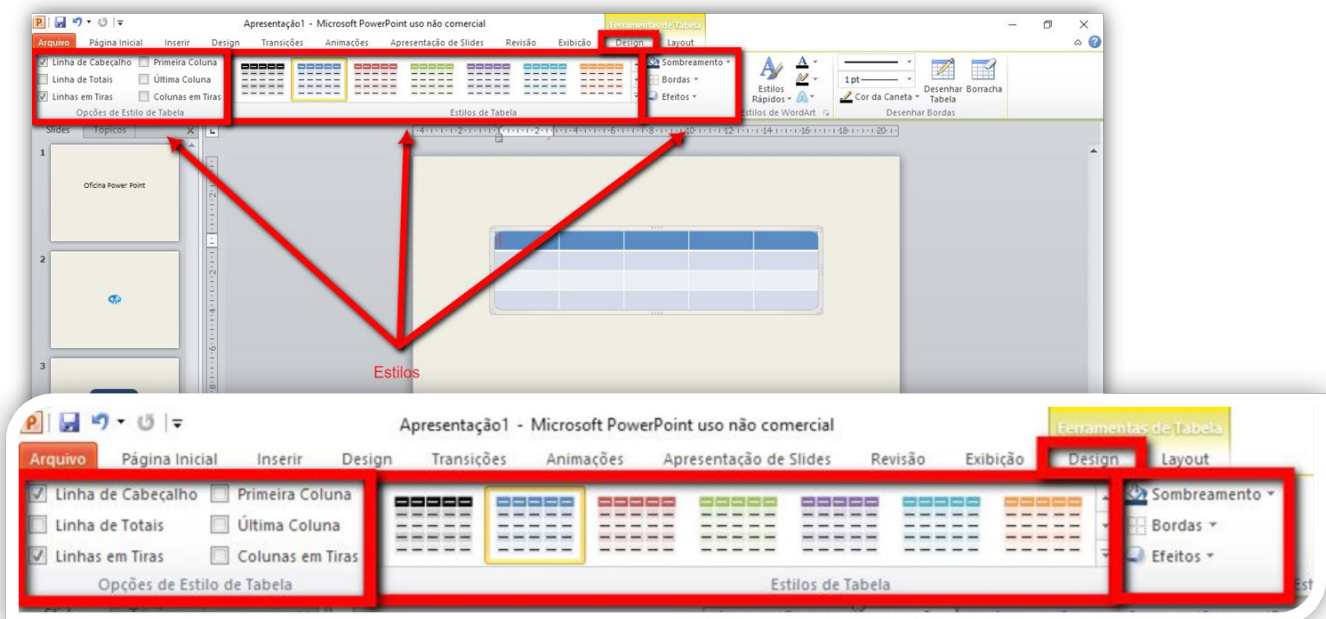 Apresentação1 - Microsoft PowerPoint uso não comercial
Ferramentas de Tabela
Arquivo Página Inicial Inserir Design Transições Animações Apresentação de Slides Revisão Exibição Design Layout
Linha de Cabeçalho Primeira Coluna
Linha de Totais Última Coluna
Linhas em Tiras Colunas em Tiras
Opções de Estilo de Tabela
Estilos de Tabela
Sombreamento
Bordas
Efeitos
Estilos Rápidos
Estilos de WordArt
1 pt
Cor da Caneta
Desenhar Tabela
Borracha
Desenhar Bordas
Slides Tópicos
1
Oficina Power Point
2
3
Estilos
Apresentação1 - Microsoft PowerPoint uso não comercial
Ferramentas de Tabela
Arquivo Página Inicial Inserir Design Transições Animações Apresentação de Slides Revisão Exibição Design Layout
Linha de Cabeçalho Primeira Coluna
Linha de Totais Última Coluna
Linhas em Tiras Colunas em Tiras
Opções de Estilo de Tabela
Estilos de Tabela
Sombreamento
Bordas
Efeitos